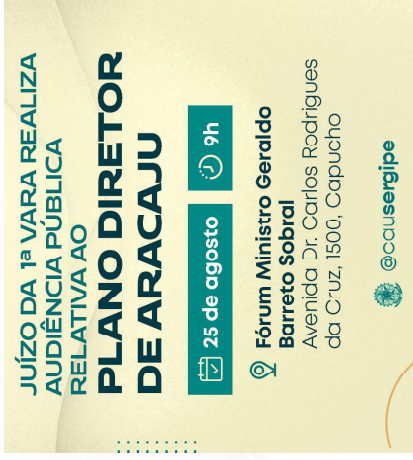 JUÍZO DA 1ª VARA REALIZA
AUDIÊNCIA PÚBLICA
RELATIVA AO
PLANO DIRETOR
DE ARACAJU
25 de agosto
9h
Fórum Ministro Geraldo
Barreto Sobral
Avenida Dr. Carlos Rodrigues
da Cruz, 1500, Capucho
@causergipe